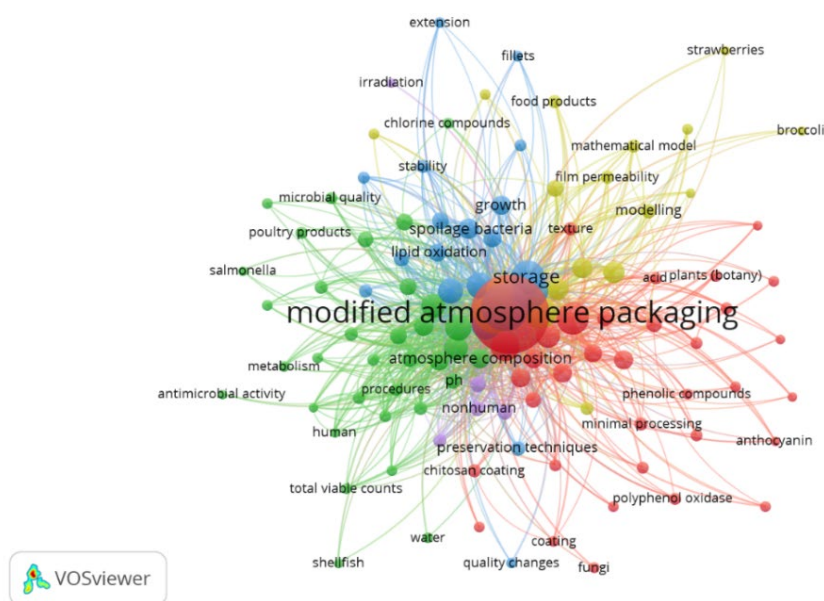 extension
strawberries
fillets
irradiation
food products
chlorine compounds
broccoli
mathematical model
stability
film permeability
microbial quality
growth
modelling
poultry products
spoilage bacteria
texture
lipid oxidation
salmonella
storage
acid
plants (botany)
modified atmosphere packaging
atmosphere composition
metabolism
ph
antimicrobial activity
procedures
phenolic compounds
nonhuman
minimal processing
human
anthocyanin
preservation techniques
chitosan coating
total viable counts
polyphenol oxidase
water
coating
shellfish
quality changes
fungi
VOSviewer